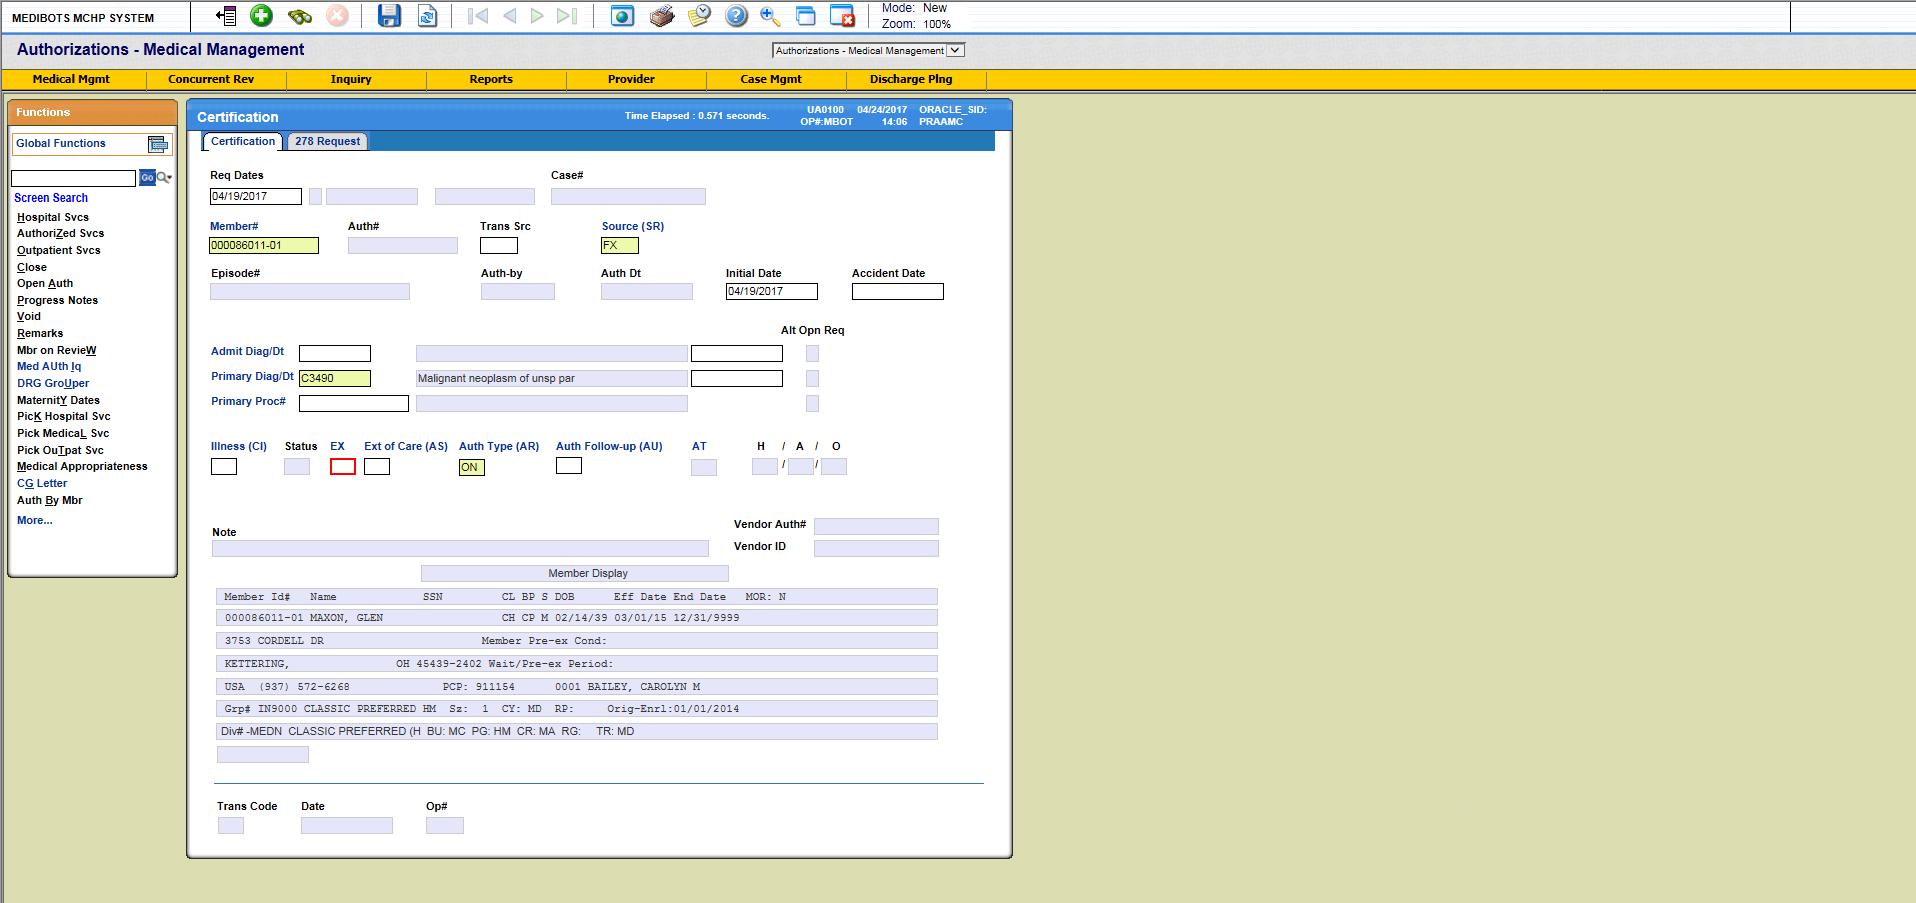 MEDIBOTS MCHP SYSTEM
Mode: New
Zoom: 100%
Authorizations - Medical Management
Authorizations - Medical Management
Medical Mgmt Concurrent Rev Inquiry Reports Provider Case Mgmt Discharge Plng
Functions
Global Functions
Go
Screen Search
Hospital Svcs
AuthoriZed Svcs
Outpatient Svcs
Close
Open Auth
Progress Notes
Void
Remarks
Mbr on RevieW
Med AUth Iq
DRG GroUper
MaternitY Dates
PicK Hospital Svc
Pick MedicaL Svc
Pick OuTpat Svc
Medical Appropriateness
CG Letter
Auth By Mbr
More...
Certification
Time Elapsed : 0.571 seconds.
UA0100 04/24/2017 ORACLE_SID:
OP#:MBOT 14:06 PRAAMC
Certification 278 Request
Req Dates Case#
04/19/2017
Member# Auth# Trans Src Source (SR)
000086011-01 FX
Episode# Auth-by Auth Dt Initial Date Accident Date
04/19/2017
Alt Opn Req
Admit Diag/Dt
Primary Diag/Dt C3490 Malignant neoplasm of unsp par
Primary Proc#
Illness (CI) Status EX Ext of Care (AS) Auth Type (AR) Auth Follow-up (AU) AT H / A / O
ON / /
Note
Vendor Auth#
Vendor ID
Member Display
Member Id# Name SSN CL BP S DOB Eff Date End Date MOR: N
000086011-01 MAXON, GLEN CH CP M 02/14/39 03/01/15 12/31/9999
3753 CORDELL DR Member Pre-ex Cond:
KETTERING, OH 45439-2402 Wait/Pre-ex Period:
USA (937) 572-6268 PCP: 911154 0001 BAILEY, CAROLYN M
Grp# IN9000 CLASSIC PREFERRED HM Sz: 1 CY: MD RP: Orig-Enrl:01/01/2014
Div# -MEDN CLASSIC PREFERRED (H BU: MC PG: HM CR: MA RG: TR: MD
Trans Code Date Op#